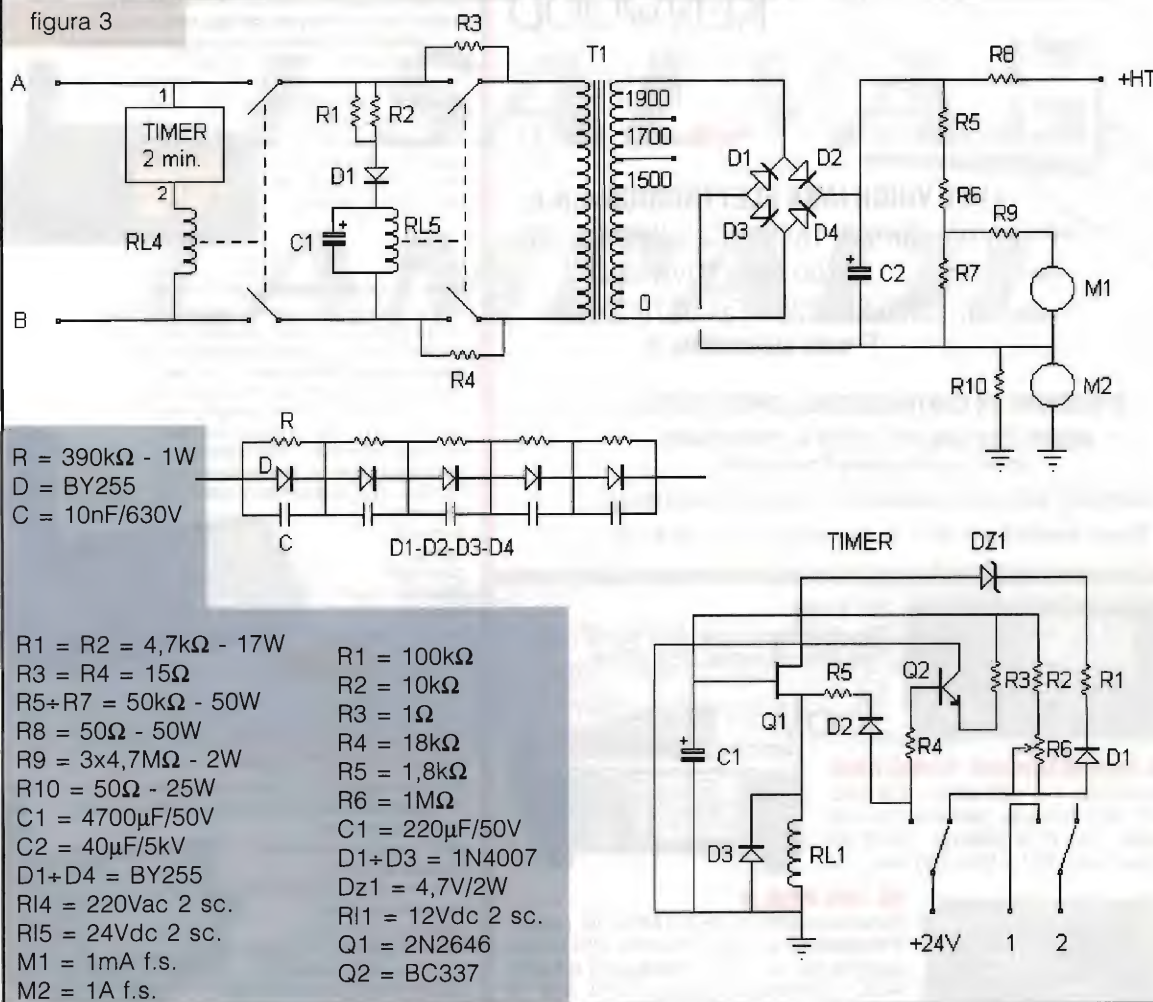 figura 3
A
B
1
TIMER
2 min.
2
RL4
R1
R2
D1
C1
+
RL5
R3
R4
T1
1900
1700
1500
0
D1
D2
D3
D4
+
C2
R8
+HT
R5
R6
R9
R7
M1
R10
M2
R = 390kΩ - 1W
D = BY255
C = 10nF/630V
R
D
C
D1-D2-D3-D4
TIMER
DZ1
Q1
R5
D2
Q2
R4
R3
R2
R1
R6
D1
+
C1
D3
RL1
+24V
1
2
R1 = R2 = 4,7kΩ - 17W
R3 = R4 = 15Ω
R5÷R7 = 50kΩ - 50W
R8 = 50Ω - 50W
R9 = 3x4,7MΩ - 2W
R10 = 50Ω - 25W
C1 = 4700µF/50V
C2 = 40µF/5kV
D1÷D4 = BY255
Rl4 = 220Vac 2 sc.
Rl5 = 24Vdc 2 sc.
M1 = 1mA f.s.
M2 = 1A f.s.
R1 = 100kΩ
R2 = 10kΩ
R3 = 1Ω
R4 = 18kΩ
R5 = 1,8kΩ
R6 = 1MΩ
C1 = 220µF/50V
D1÷D3 = 1N4007
Dz1 = 4,7V/2W
Rl1 = 12Vdc 2 sc.
Q1 = 2N2646
Q2 = BC337